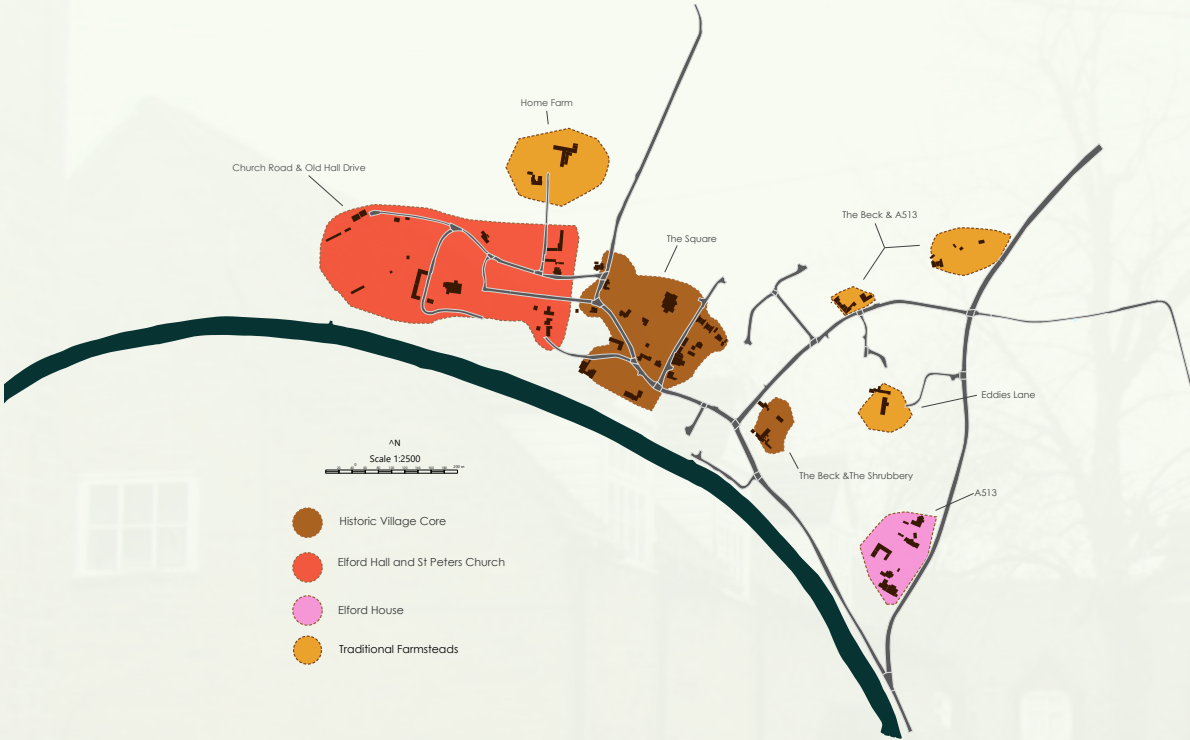 Home Farm
Church Road & Old Hall Drive
The Beck & A513
The Square
Eddies Lane
^N
Scale 1:2500
The Beck &The Shrubbery
A513
Historic Village Core
Elford Hall and St Peters Church
Elford House
Traditional Farmsteads